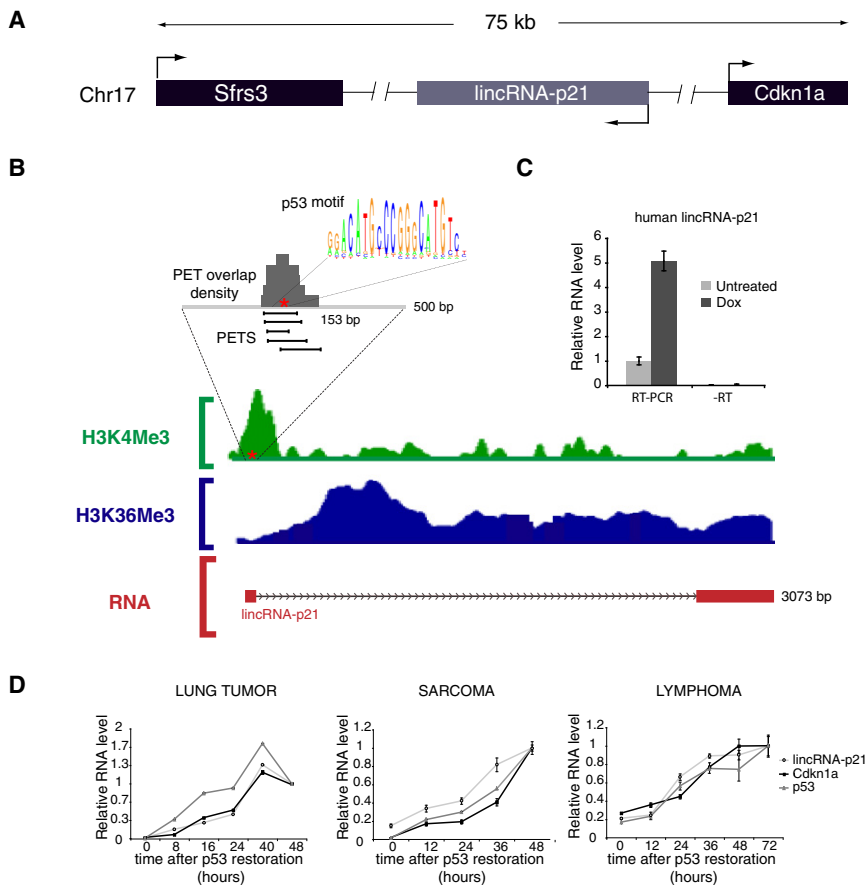 A
75 kb
Chr17
Sfrs3
lincRNA-p21
Cdkn1a
B
p53 motif
GGACATGcCCGGGCATGTc
PET overlap
density
500 bp
153 bp
PETS
H3K4Me3
H3K36Me3
RNA
lincRNA-p21
3073 bp
C
human lincRNA-p21
Relative RNA level
6
5
4
3
2
1
0
Untreated
Dox
RT-PCR
-RT
D
LUNG TUMOR
Relative RNA level
2
1.7
1.3
1
0.7
0.3
0
0 8 16 24 40 48
time after p53 restoration
(hours)
SARCOMA
Relative RNA level
1.2
1
0.8
0.6
0.4
0.2
0
0 12 24 36 48
time after p53 restoration
(hours)
LYMPHOMA
Relative RNA level
1.2
1
0.8
0.6
0.4
0.2
0
0 12 24 36 48 72
time after p53 restoration
(hours)
lincRNA-p21
Cdkn1a
p53